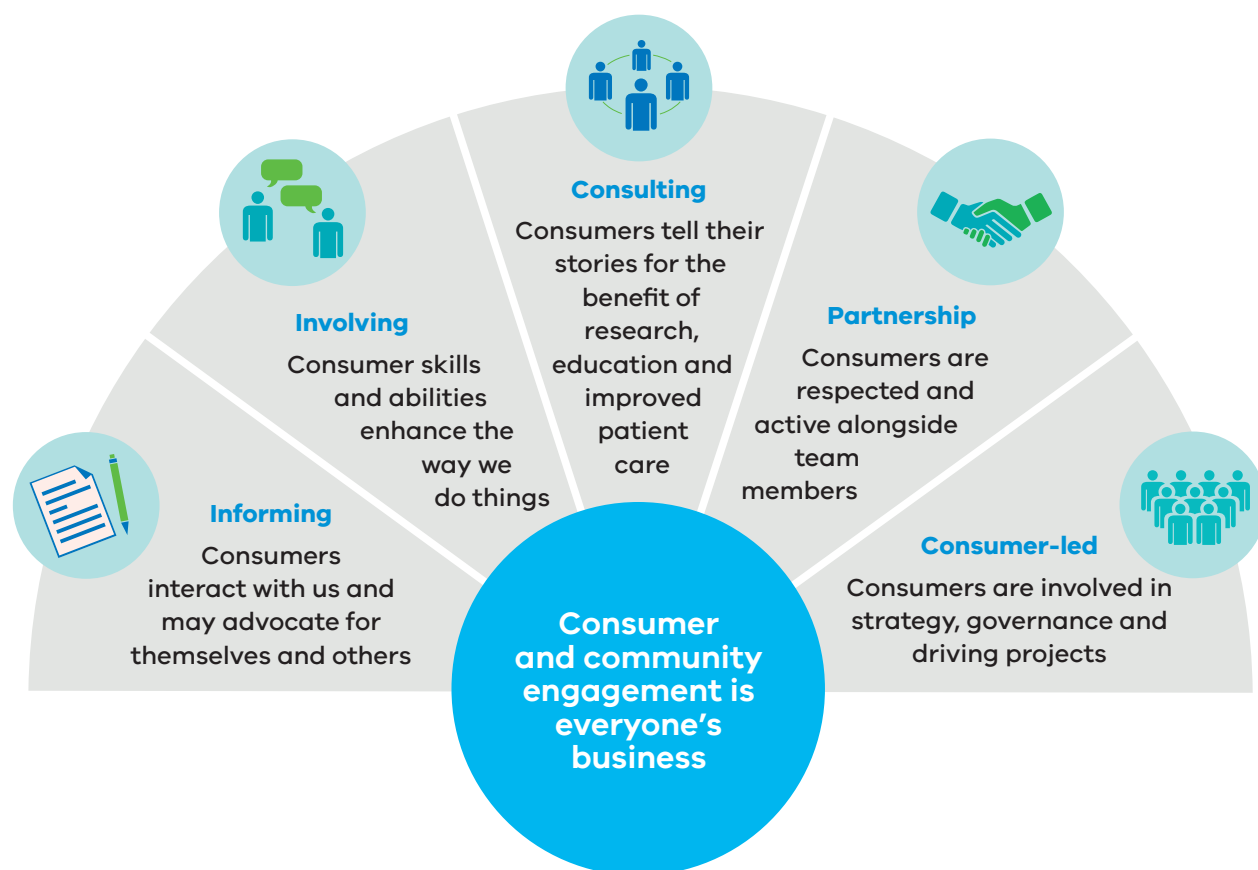 Informing
Consumers
interact with us and
may advocate for
themselves and others
Involving
Consumer skills
and abilities
enhance the
way we
do things
Consulting
Consumers tell their
stories for the
benefit of
research,
education and
improved
patient
care
Partnership
Consumers are
respected and
active alongside
team
members
Consumer-led
Consumers are involved in
strategy, governance and
driving projects
Consumer
and community
engagement is
everyone’s
business